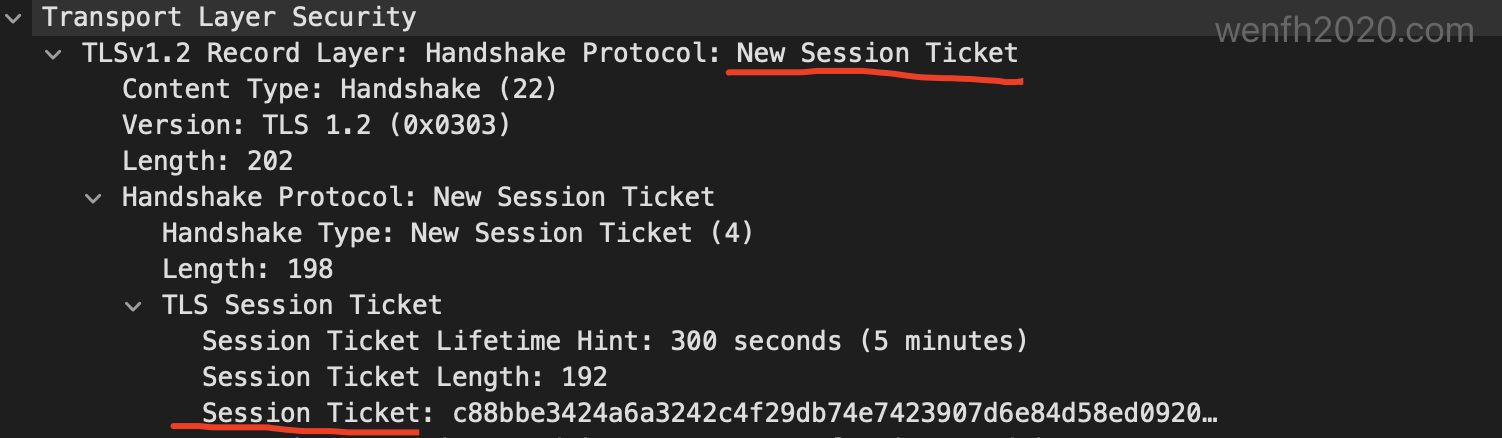 Transport Layer Security
wenfh2020.com
TLSv1.2 Record Layer: Handshake Protocol: New Session Ticket
Content Type: Handshake (22)
Version: TLS 1.2 (0x0303)
Length: 202
Handshake Protocol: New Session Ticket
Handshake Type: New Session Ticket (4)
Length: 198
TLS Session Ticket
Session Ticket Lifetime Hint: 300 seconds (5 minutes)
Session Ticket Length: 192
Session Ticket: c88bbe3424a6a3242c4f29db74e7423907d6e84d58ed0920…